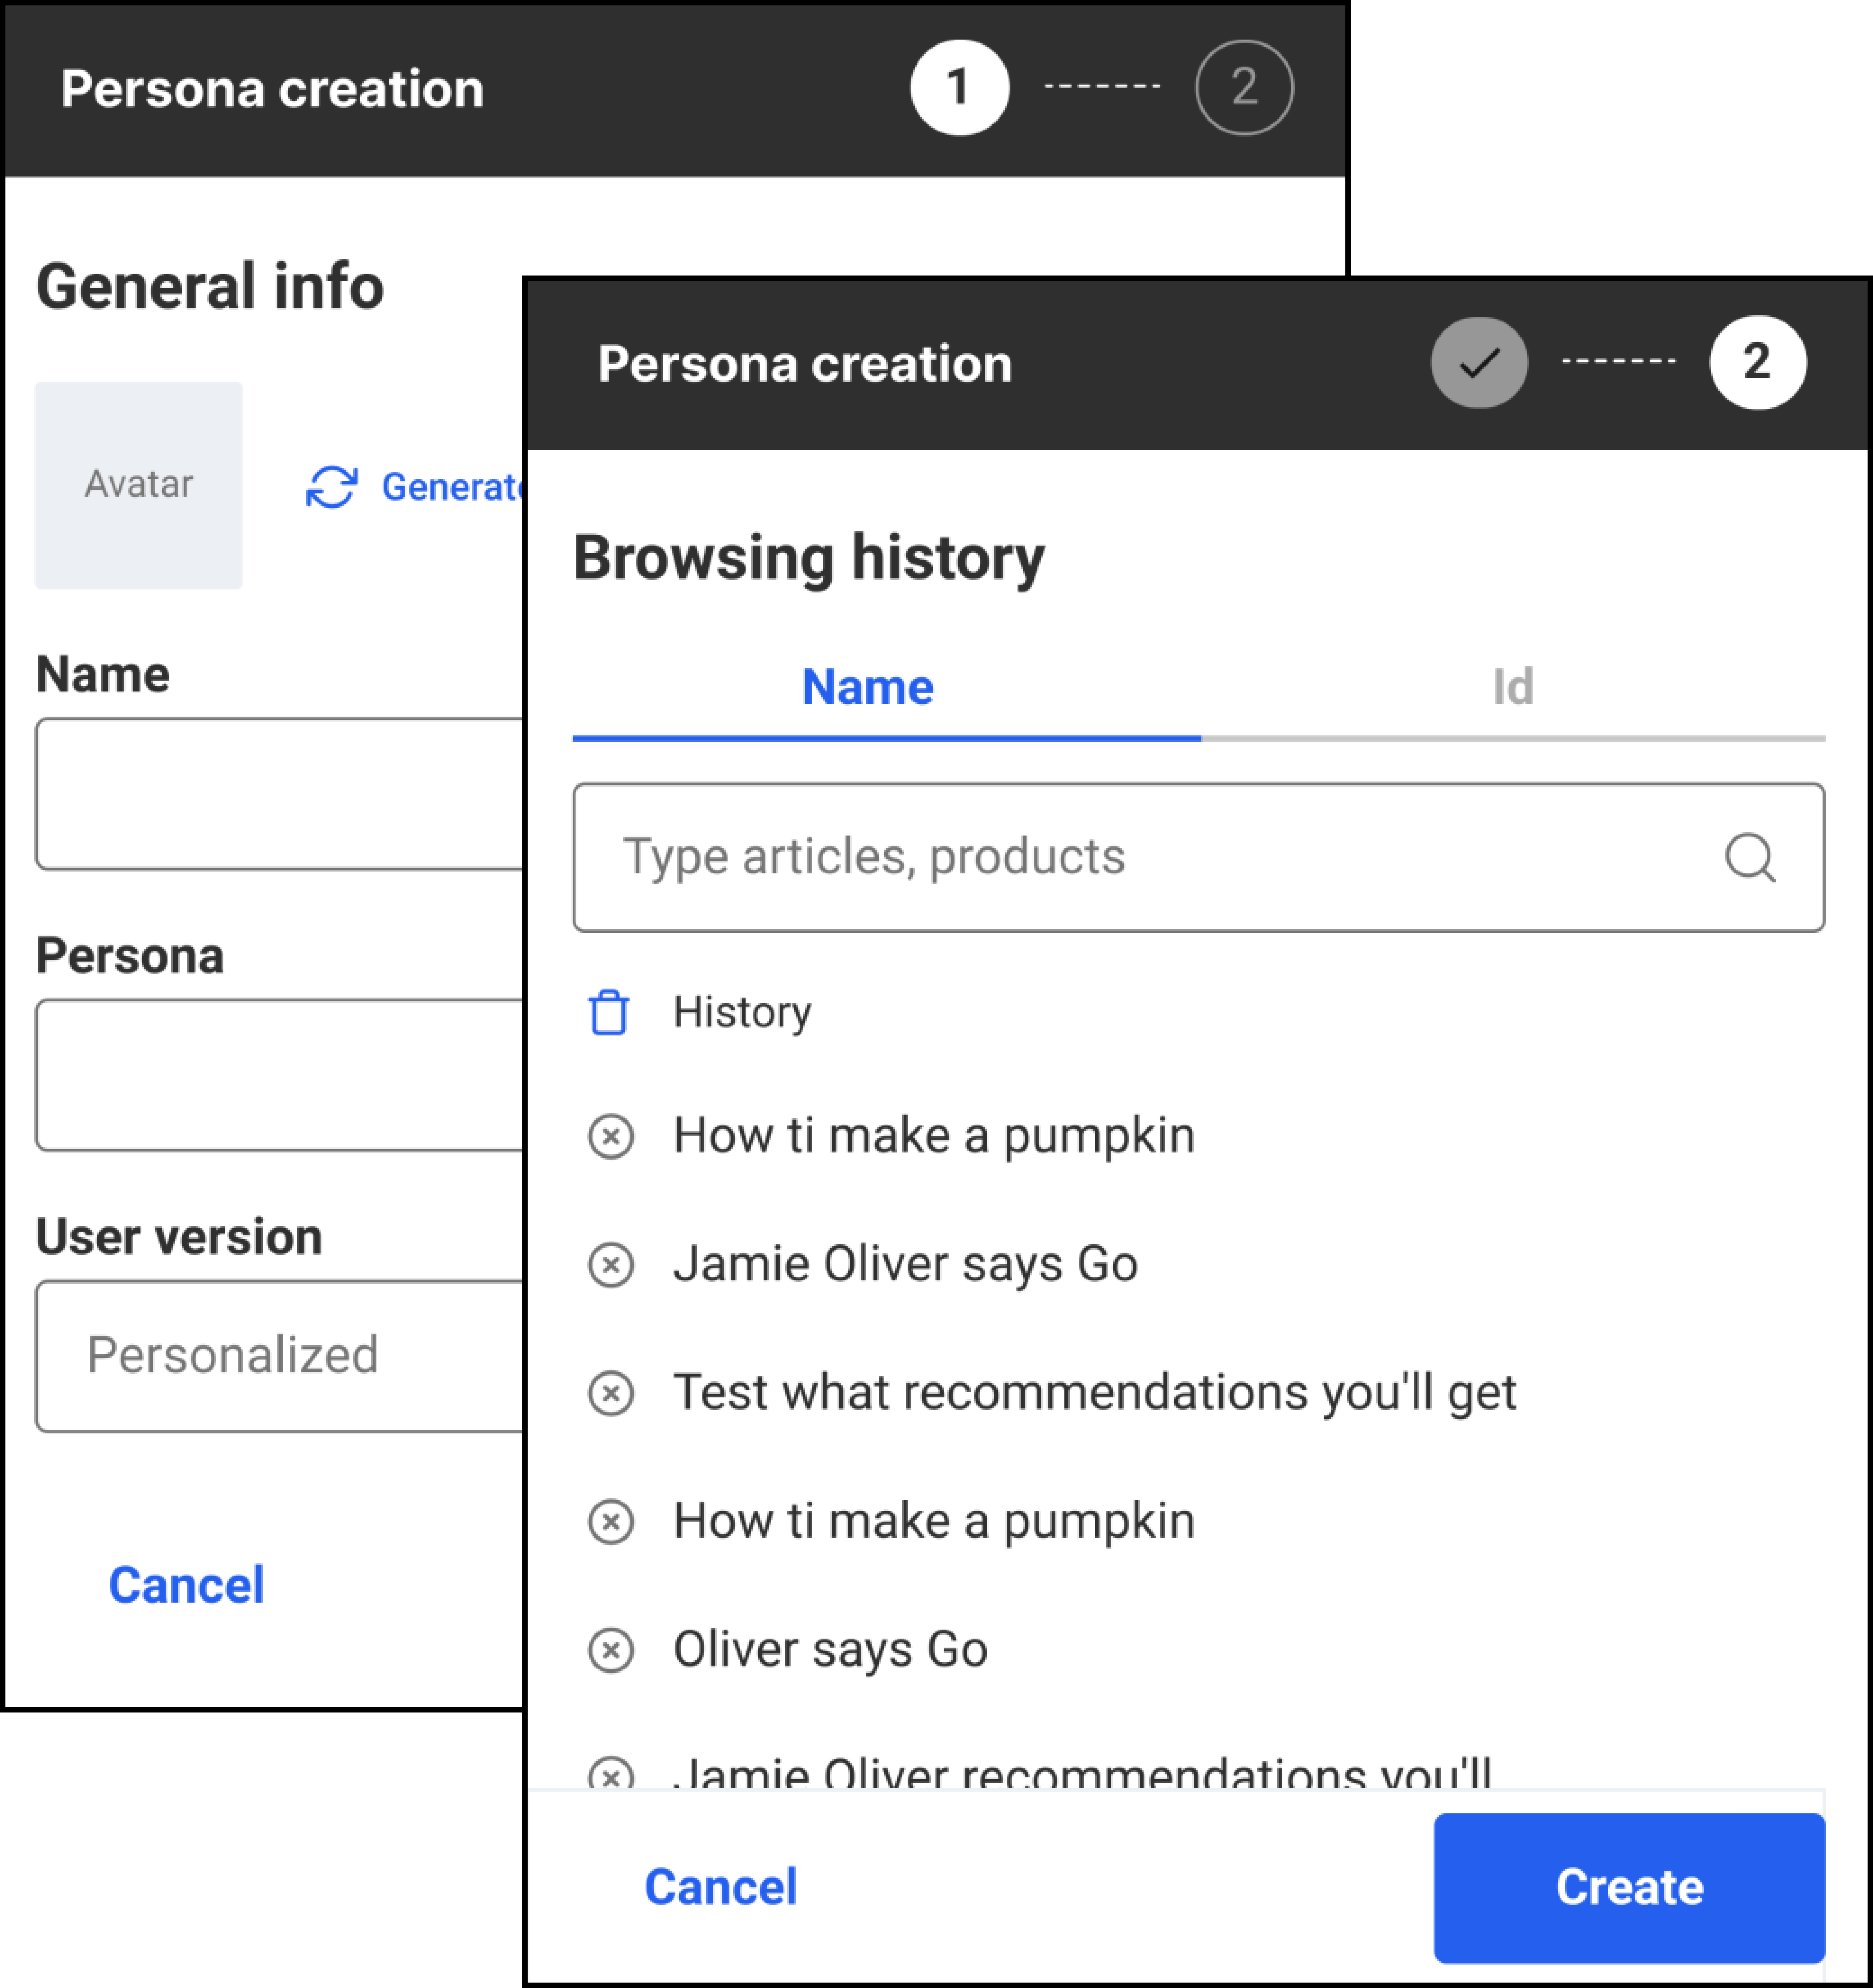 Persona creation
1
2
General info
Avatar
Generate
Name
Persona
User version
Personalized
Cancel
Persona creation
2
Browsing history
Name
Id
Type articles, products
History
How ti make a pumpkin
Jamie Oliver says Go
Test what recommendations you'll get
How ti make a pumpkin
Oliver says Go
Jamie Oliver recommendations you'll
Cancel
Create